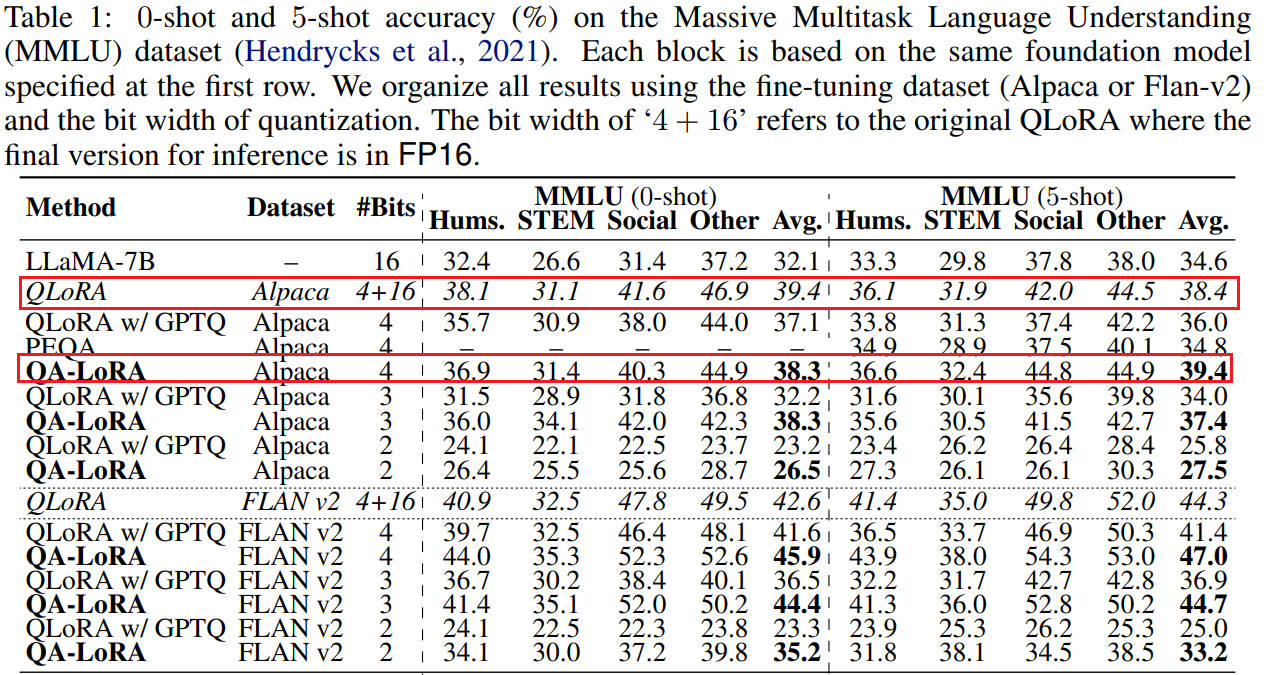 Table 1: 0-shot and 5-shot accuracy (%) on the Massive Multitask Language Understanding
(MMLU) dataset (Hendrycks et al., 2021). Each block is based on the same foundation model
specified at the first row. We organize all results using the fine-tuning dataset (Alpaca or Flan-v2)
and the bit width of quantization. The bit width of ‘4 + 16’ refers to the original QLoRA where the
final version for inference is in FP16.
Method Dataset #Bits MMLU (0-shot) MMLU (5-shot)
Hums. STEM Social Other Avg. Hums. STEM Social Other Avg.
LLaMA-7B – 16 32.4 26.6 31.4 37.2 32.1 33.3 29.8 37.8 38.0 34.6
QLoRA Alpaca 4+16 38.1 31.1 41.6 46.9 39.4 36.1 31.9 42.0 44.5 38.4
QLoRA w/ GPTQ Alpaca 4 35.7 30.9 38.0 44.0 37.1 33.8 31.3 37.4 42.2 36.0
PEQA Alpaca 4 – – – – – 34.9 28.9 37.5 40.1 34.8
QA-LoRA Alpaca 4 36.9 31.4 40.3 44.9 38.3 36.6 32.4 44.8 44.9 39.4
QLoRA w/ GPTQ Alpaca 3 31.5 28.9 31.8 36.8 32.2 31.6 30.1 35.6 39.8 34.0
QA-LoRA Alpaca 3 36.0 34.1 42.0 42.3 38.3 35.6 30.5 41.5 42.7 37.4
QLoRA w/ GPTQ Alpaca 2 24.1 22.1 22.5 23.7 23.2 23.4 26.2 26.4 28.4 25.8
QA-LoRA Alpaca 2 26.4 25.5 25.6 28.7 26.5 27.3 26.1 26.1 30.3 27.5
QLoRA FLAN v2 4+16 40.9 32.5 47.8 49.5 42.6 41.4 35.0 49.8 52.0 44.3
QLoRA w/ GPTQ FLAN v2 4 39.7 32.5 46.4 48.1 41.6 36.5 33.7 46.9 50.3 41.4
QA-LoRA FLAN v2 4 44.0 35.3 52.3 52.6 45.9 43.9 38.0 54.3 53.0 47.0
QLoRA w/ GPTQ FLAN v2 3 36.7 30.2 38.4 40.1 36.5 32.2 31.7 42.7 42.8 36.9
QA-LoRA FLAN v2 3 41.4 35.1 52.0 50.2 44.4 41.3 36.0 52.8 50.2 44.7
QLoRA w/ GPTQ FLAN v2 2 24.1 22.5 22.3 23.8 23.3 23.9 25.3 26.2 25.3 25.0
QA-LoRA FLAN v2 2 34.1 30.0 37.2 39.8 35.2 31.8 38.1 34.5 38.5 33.2